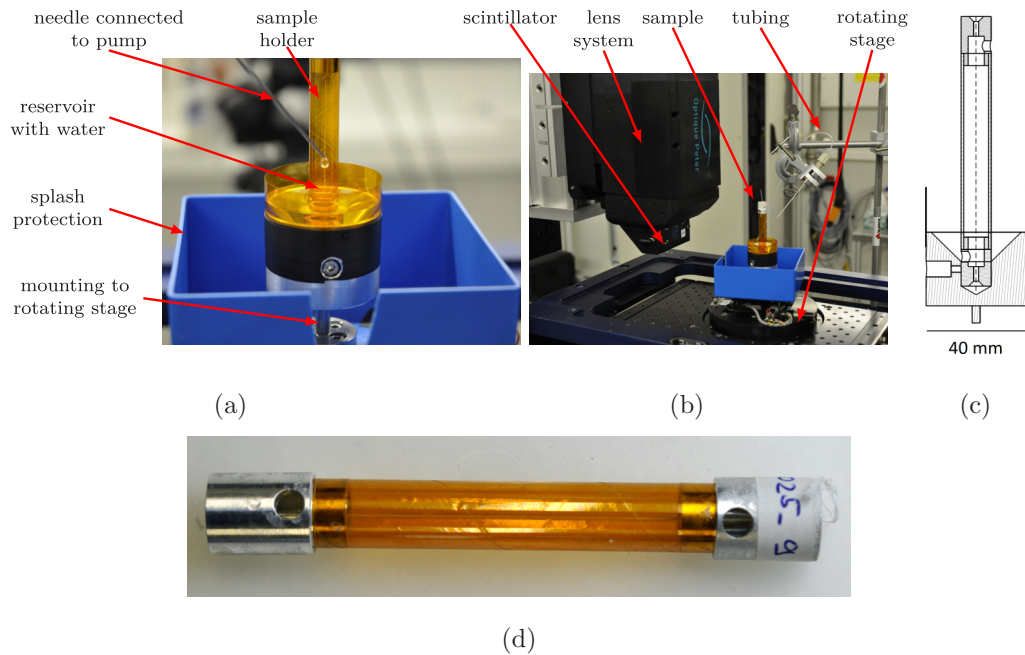 needle connected
to pump
sample
holder
reservoir
with water
splash
protection
mounting to
rotating stage
scintillator
lens
system
sample
tubing
rotating
stage
Optique Peter
40 mm
(a)
(b)
(c)
025_g
(d)